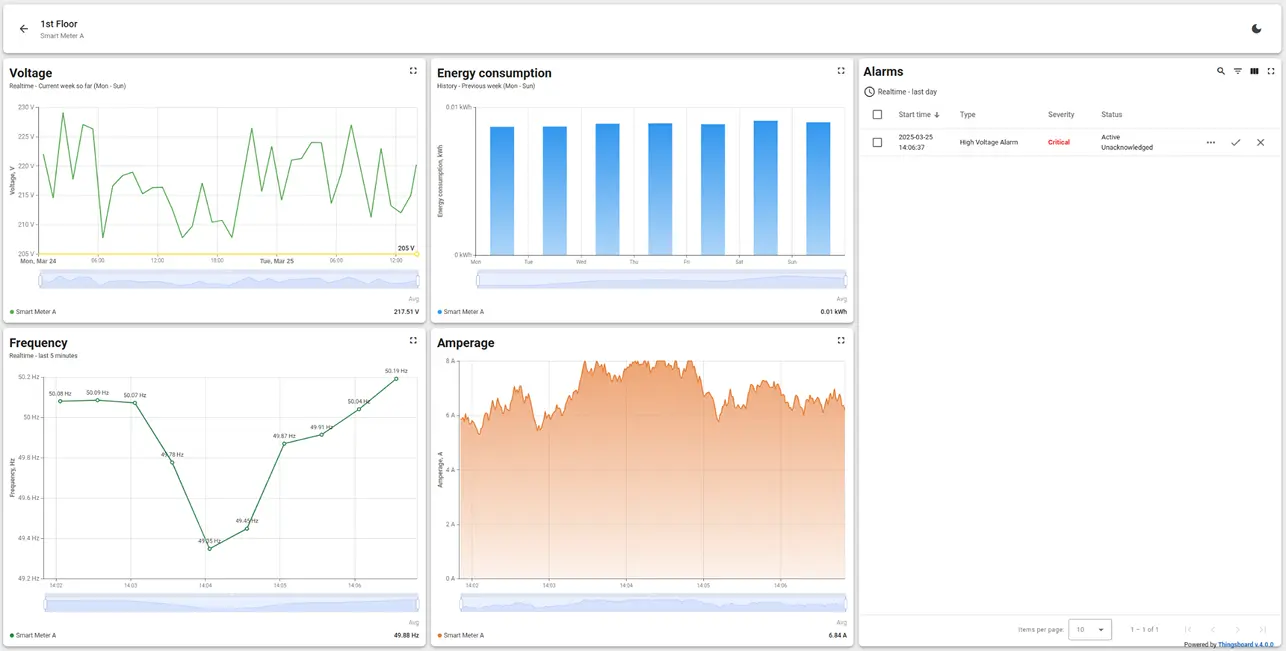 1st Floor
Smart Meter A
Voltage
Realtime - Current week so far (Mon - Sun)
230 V
225 V
220 V
215 V
210 V
205 V
Voltage, V
205 V
Mon, Mar 24
06:00
12:00
18:00
Tue, Mar 25
06:00
12:00
Avg
Smart Meter A
217.51 V
Energy consumption
History - Previous week (Mon - Sun)
0.01 kWh
0 kWh
Energy consumption, kWh
Mon
Tue
Wed
Thu
Fri
Sat
Sun
Avg
Smart Meter A
0.01 kWh
Alarms
Realtime - last day
Start time
Type
Severity
Status
2025-03-25
14:06:37
High Voltage Alarm
Critical
Active
Unacknowledged
Frequency
Realtime - last 5 minutes
50.2 Hz
50 Hz
49.8 Hz
49.6 Hz
49.4 Hz
49.2 Hz
Frequency, Hz
50.08 Hz
50.09 Hz
50.07 Hz
49.78 Hz
49.87 Hz
49.91 Hz
50.04 Hz
50.19 Hz
14:02
14:03
14:04
14:05
14:06
Avg
Smart Meter A
49.88 Hz
Amperage
8 A
6 A
4 A
2 A
0 A
Amperage, A
14:02
14:03
14:04
14:05
14:06
Avg
Smart Meter A
6.84 A
Items per page:
10
1 – 1 of 1
Powered by Thingsboard v.4.0.0